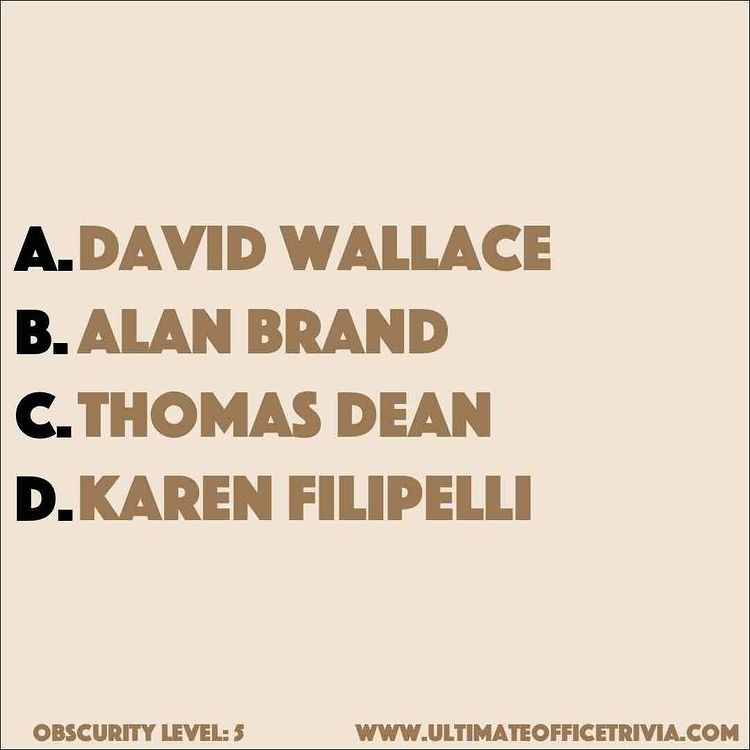 A. DAVID WALLACE
B. ALAN BRAND
C. THOMAS DEAN
D. KAREN FILIPELLI
OBSCURITY LEVEL: 5 WWW.ULTIMATEOFFICETRIVIA.COM